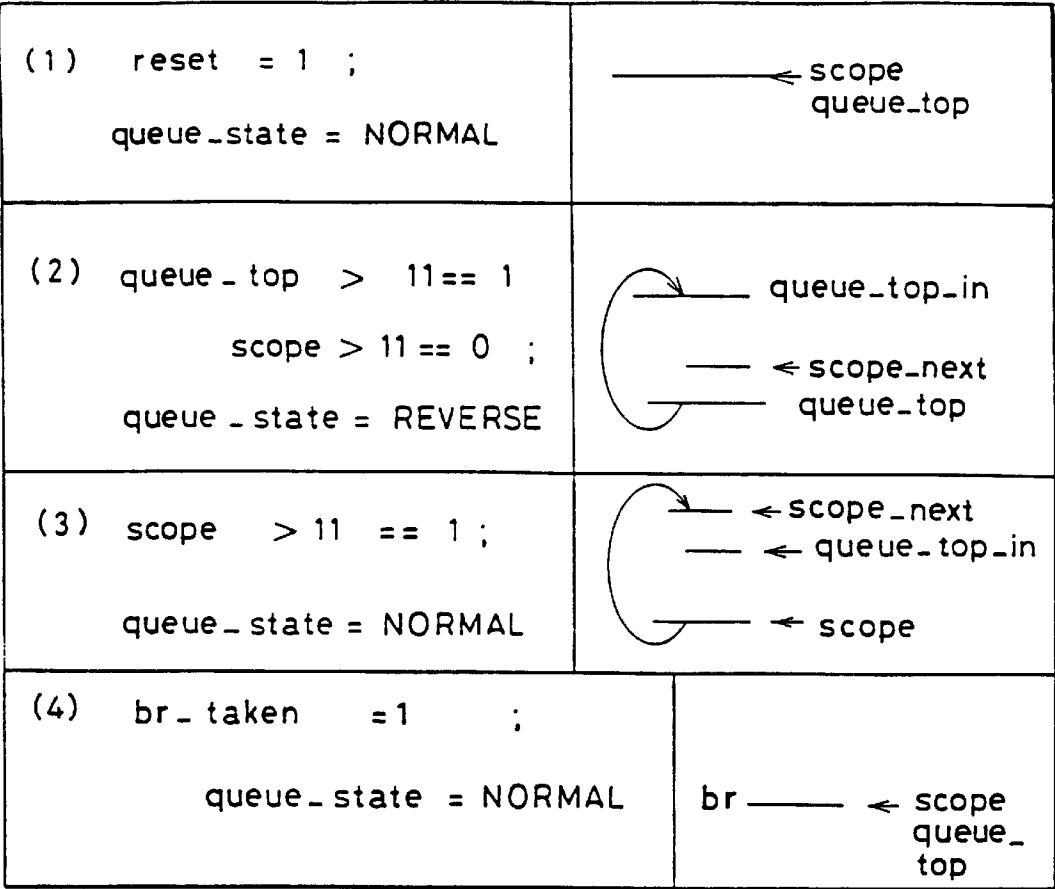 (1) reset = 1 ;
queue_state = NORMAL
scope
queue_top
(2) queue_top > 11 == 1
scope > 11 == 0 ;
queue_state = REVERSE
queue_top_in
scope_next
queue_top
(3) scope > 11 == 1 ;
queue_state = NORMAL
scope_next
queue_top_in
scope
(4) br_taken =1 ;
queue_state = NORMAL
br
scope
queue_
top